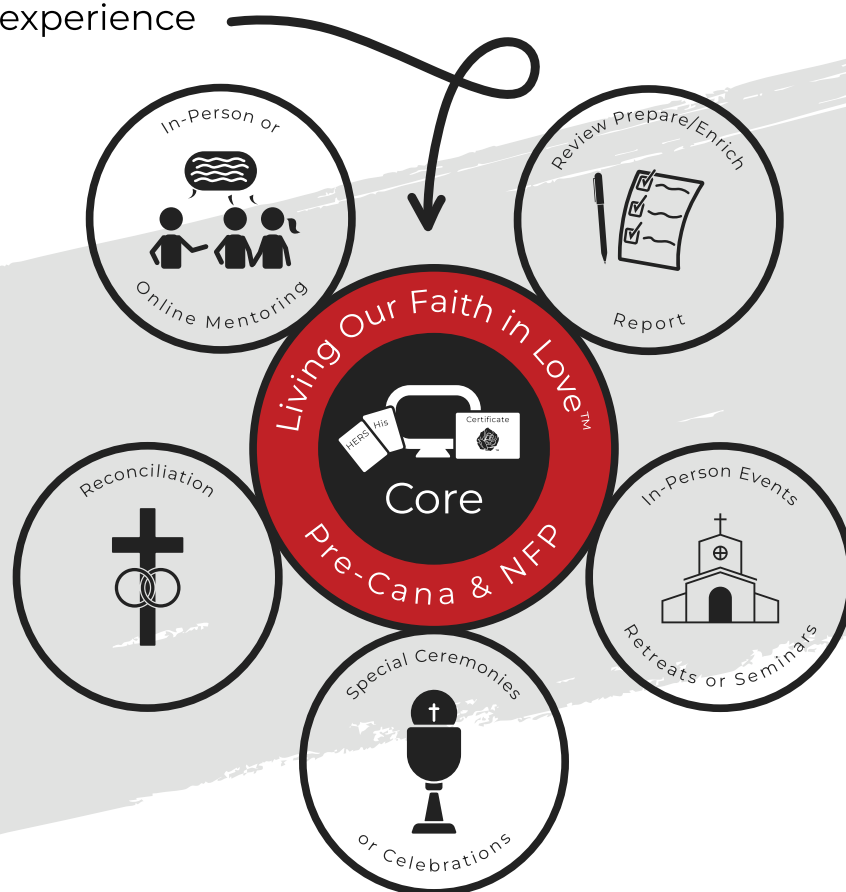 experience
In-Person or
Online Mentoring
Review Prepare/Enrich
Report
Living Our Faith in Love™
HERS
His
Certificate
Core
Pre-Cana & NFP
Reconciliation
In-Person Events
Retreats or Seminars
Special Ceremonies
or Celebrations